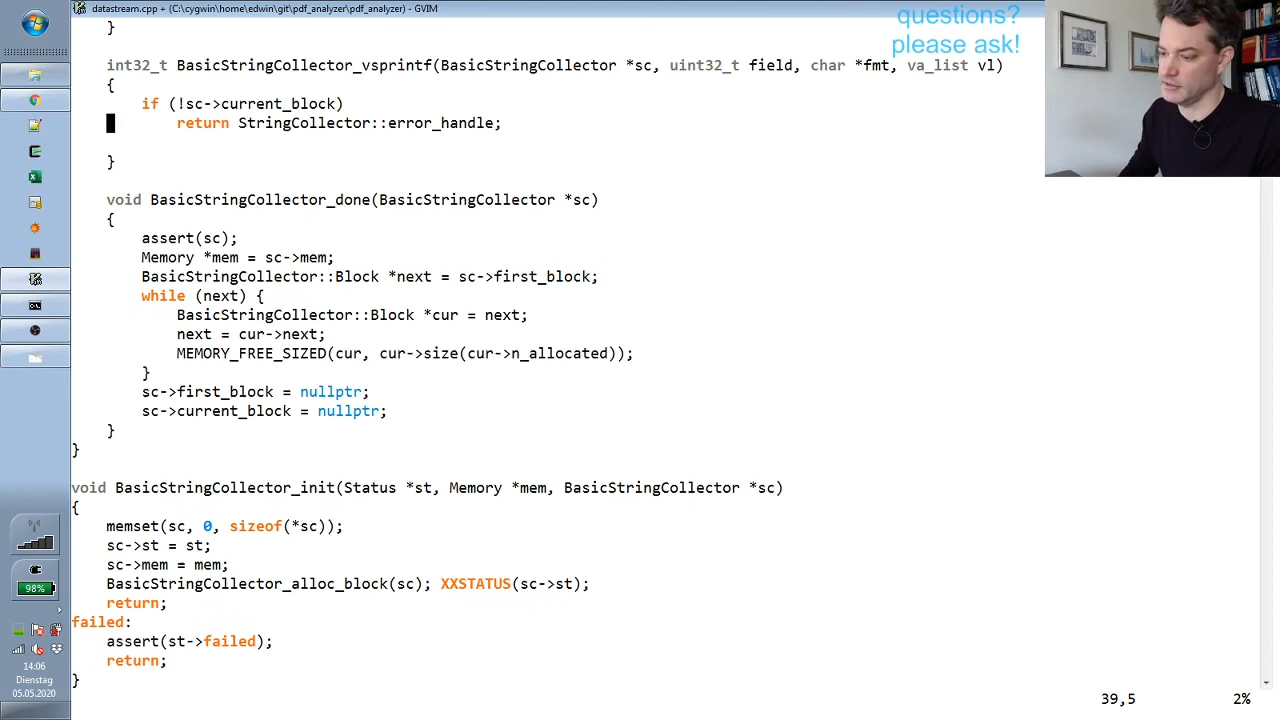 datastream.cpp + (C:\cygwin\home\edwin\git\pdf_analyzer\pdf_analyzer) - GVIM
questions?
please ask!
}
int32_t BasicStringCollector_vsprintf(BasicStringCollector *sc, uint32_t field, char *fmt, va_list vl)
{
if (!sc->current_block)
return StringCollector::error_handle;
}
void BasicStringCollector_done(BasicStringCollector *sc)
{
assert(sc);
Memory *mem = sc->mem;
BasicStringCollector::Block *next = sc->first_block;
while (next) {
BasicStringCollector::Block *cur = next;
next = cur->next;
MEMORY_FREE_SIZED(cur, cur->size(cur->n_allocated));
}
sc->first_block = nullptr;
sc->current_block = nullptr;
}
}
void BasicStringCollector_init(Status *st, Memory *mem, BasicStringCollector *sc)
{
memset(sc, 0, sizeof(*sc));
sc->st = st;
sc->mem = mem;
BasicStringCollector_alloc_block(sc); XXSTATUS(sc->st);
return;
failed:
assert(st->failed);
return;
}
98%
14:06
Dienstag
05.05.2020
39,5
2%